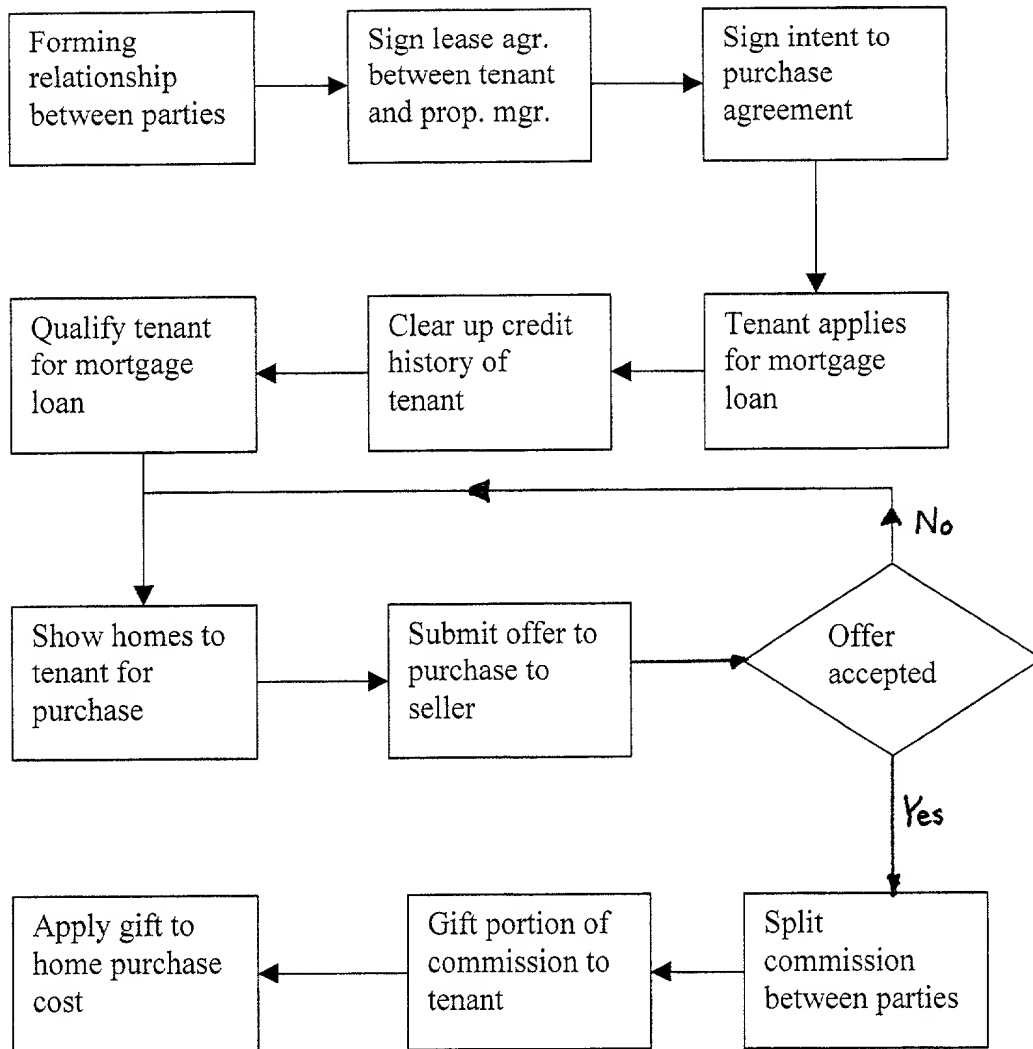 Forming
relationship
between parties
Sign lease agr.
between tenant
and prop. mgr.
Sign intent to
purchase
agreement
Tenant applies
for mortgage
loan
Clear up credit
history of
tenant
Qualify tenant
for mortgage
loan
Show homes to
tenant for
purchase
Submit offer to
purchase to
seller
Offer
accepted
No
Yes
Split
commission
between parties
Gift portion of
commission to
tenant
Apply gift to
home purchase
cost